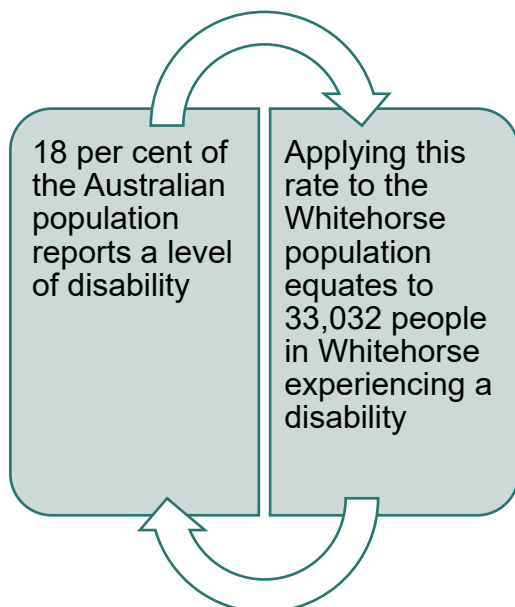 18 per cent of
the Australian
population
reports a level
of disability
Applying this
rate to the
Whitehorse
population
equates to
33,032 people
in Whitehorse
experiencing a
disability